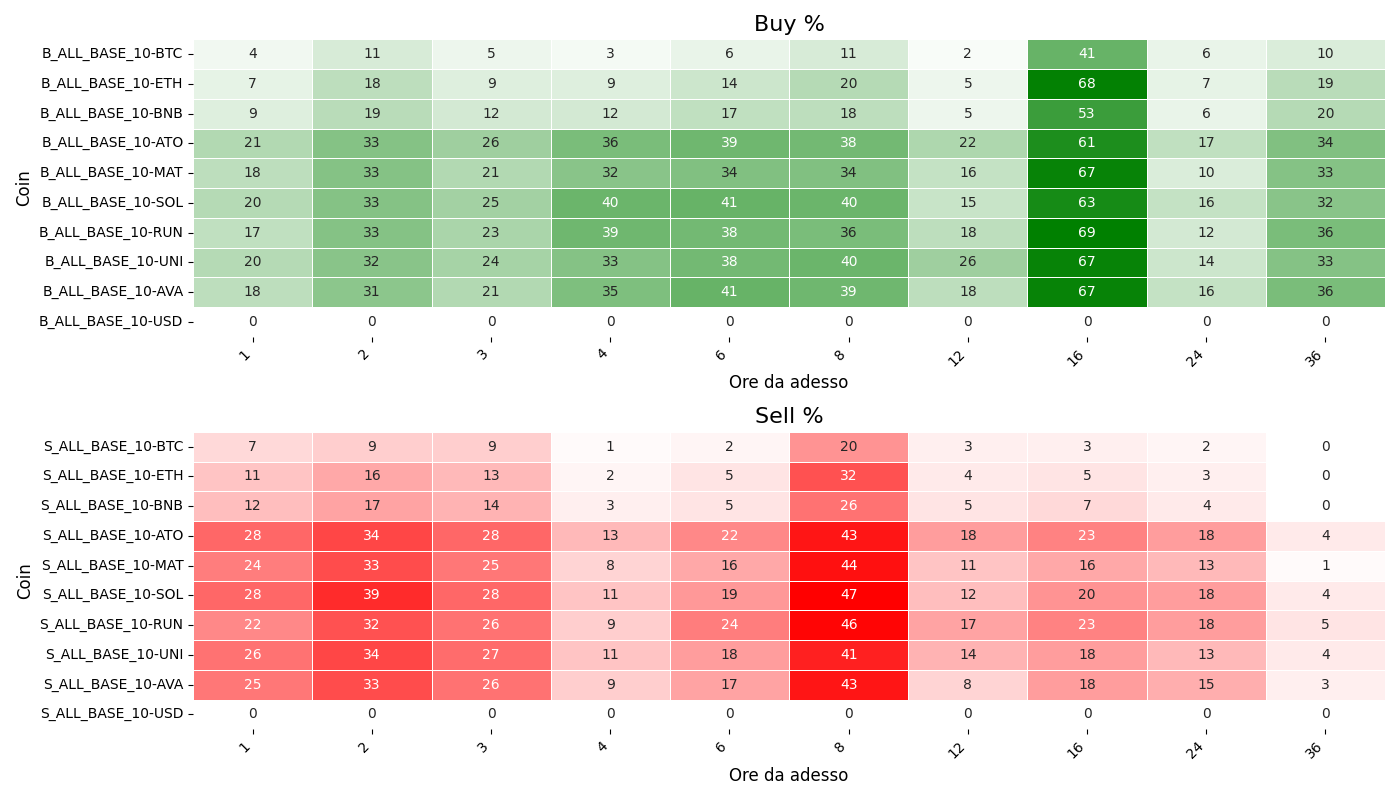 Buy %
Coin
B_ALL_BASE_10-BTC 4 11 5 3 6 11 2 41 6 10
B_ALL_BASE_10-ETH 7 18 9 9 14 20 5 68 7 19
B_ALL_BASE_10-BNB 9 19 12 12 17 18 5 53 6 20
B_ALL_BASE_10-ATO 21 33 26 36 39 38 22 61 17 34
B_ALL_BASE_10-MAT 18 33 21 32 34 34 16 67 10 33
B_ALL_BASE_10-SOL 20 33 25 40 41 40 15 63 16 32
B_ALL_BASE_10-RUN 17 33 23 39 38 36 18 69 12 36
B_ALL_BASE_10-UNI 20 32 24 33 38 40 26 67 14 33
B_ALL_BASE_10-AVA 18 31 21 35 41 39 18 67 16 36
B_ALL_BASE_10-USD 0 0 0 0 0 0 0 0 0 0
1 2 3 4 6 8 12 16 24 36
Ore da adesso
Sell %
Coin
S_ALL_BASE_10-BTC 7 9 9 1 2 20 3 3 2 0
S_ALL_BASE_10-ETH 11 16 13 2 5 32 4 5 3 0
S_ALL_BASE_10-BNB 12 17 14 3 5 26 5 7 4 0
S_ALL_BASE_10-ATO 28 34 28 13 22 43 18 23 18 4
S_ALL_BASE_10-MAT 24 33 25 8 16 44 11 16 13 1
S_ALL_BASE_10-SOL 28 39 28 11 19 47 12 20 18 4
S_ALL_BASE_10-RUN 22 32 26 9 24 46 17 23 18 5
S_ALL_BASE_10-UNI 26 34 27 11 18 41 14 18 13 4
S_ALL_BASE_10-AVA 25 33 26 9 17 43 8 18 15 3
S_ALL_BASE_10-USD 0 0 0 0 0 0 0 0 0 0
1 2 3 4 6 8 12 16 24 36
Ore da adesso